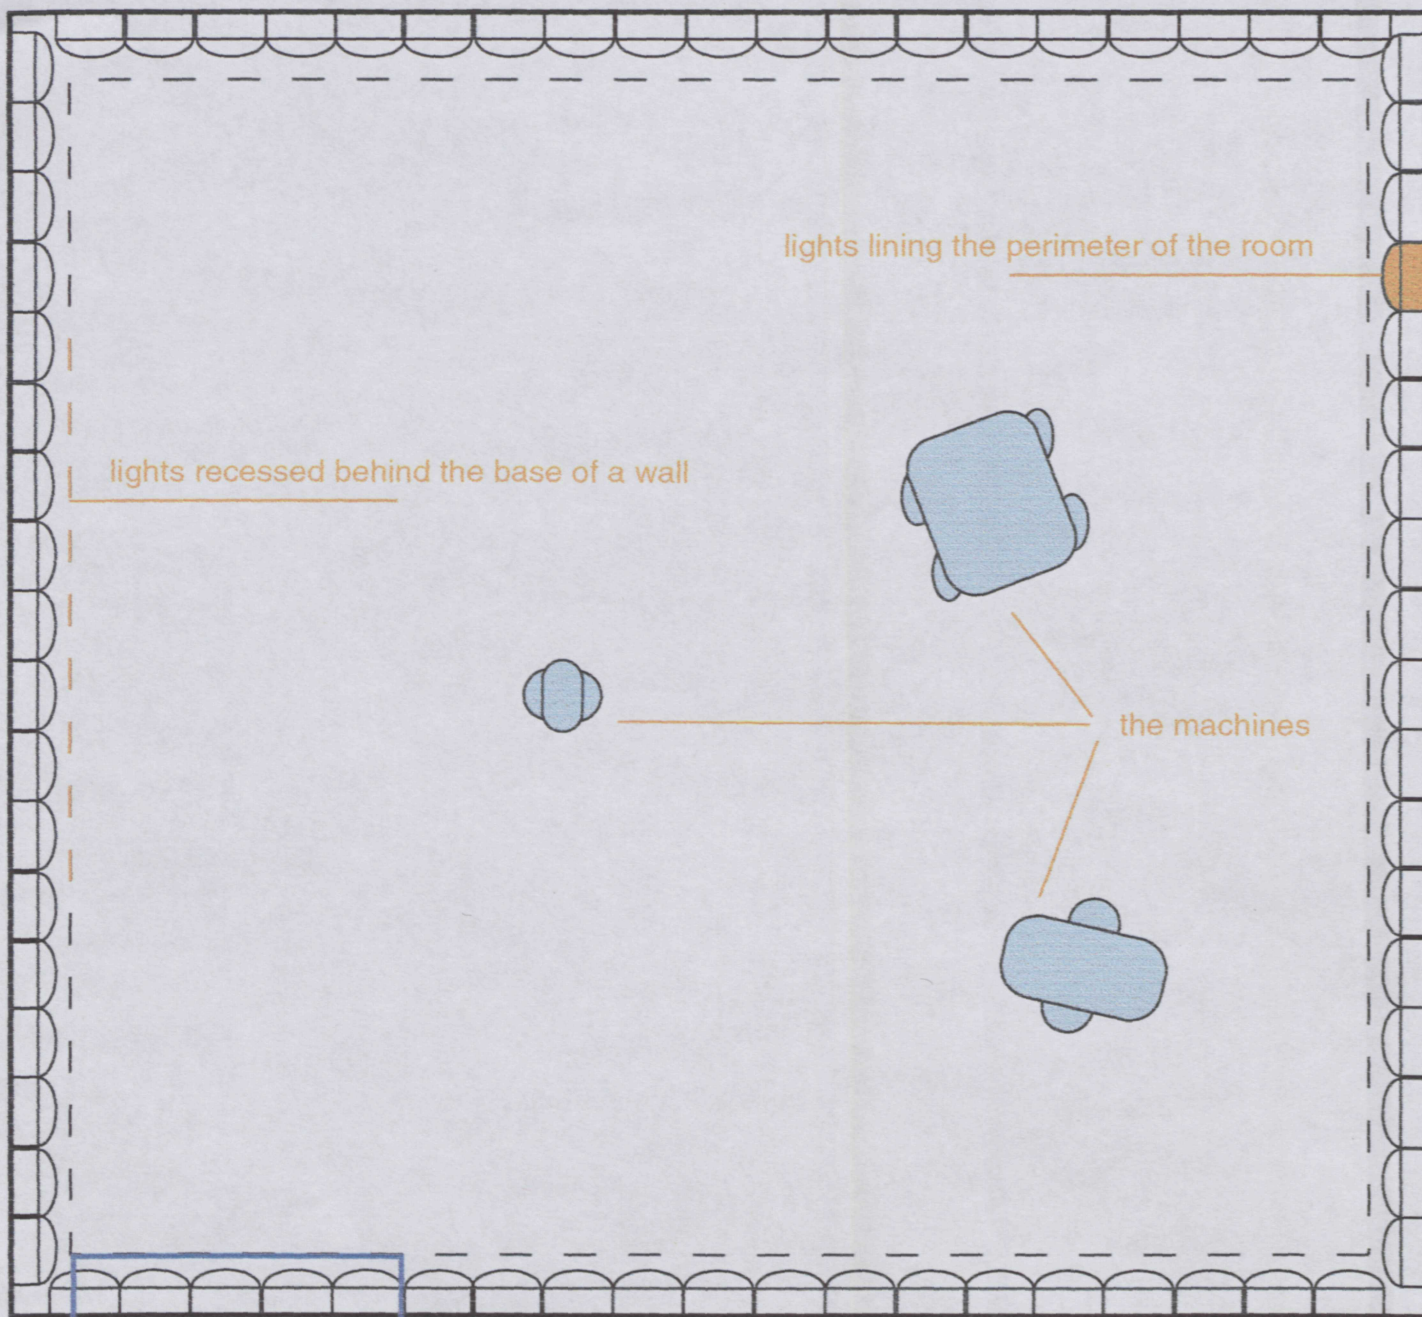 lights lining the perimeter of the room
lights recessed behind the base of a wall
the machines